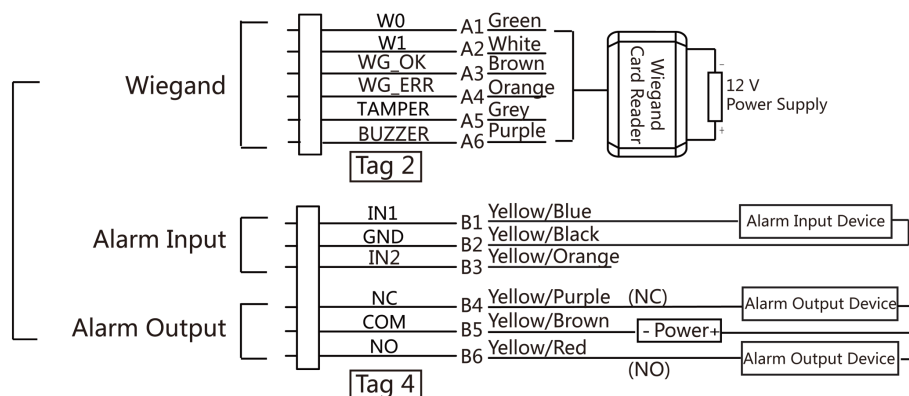 Wiegand
W0 A1 Green
W1 A2 White
WG_OK A3 Brown
WG_ERR A4 Orange
TAMPER A5 Grey
BUZZER A6 Purple
Tag 2
Wiegand
Card Reader
-
12 V
Power Supply
+
Alarm Input
IN1 B1 Yellow/Blue Alarm Input Device
GND B2 Yellow/Black
IN2 B3 Yellow/Orange
Alarm Output
NC B4 Yellow/Purple (NC) Alarm Output Device
COM B5 Yellow/Brown - Power+
NO B6 Yellow/Red (NO) Alarm Output Device
Tag 4